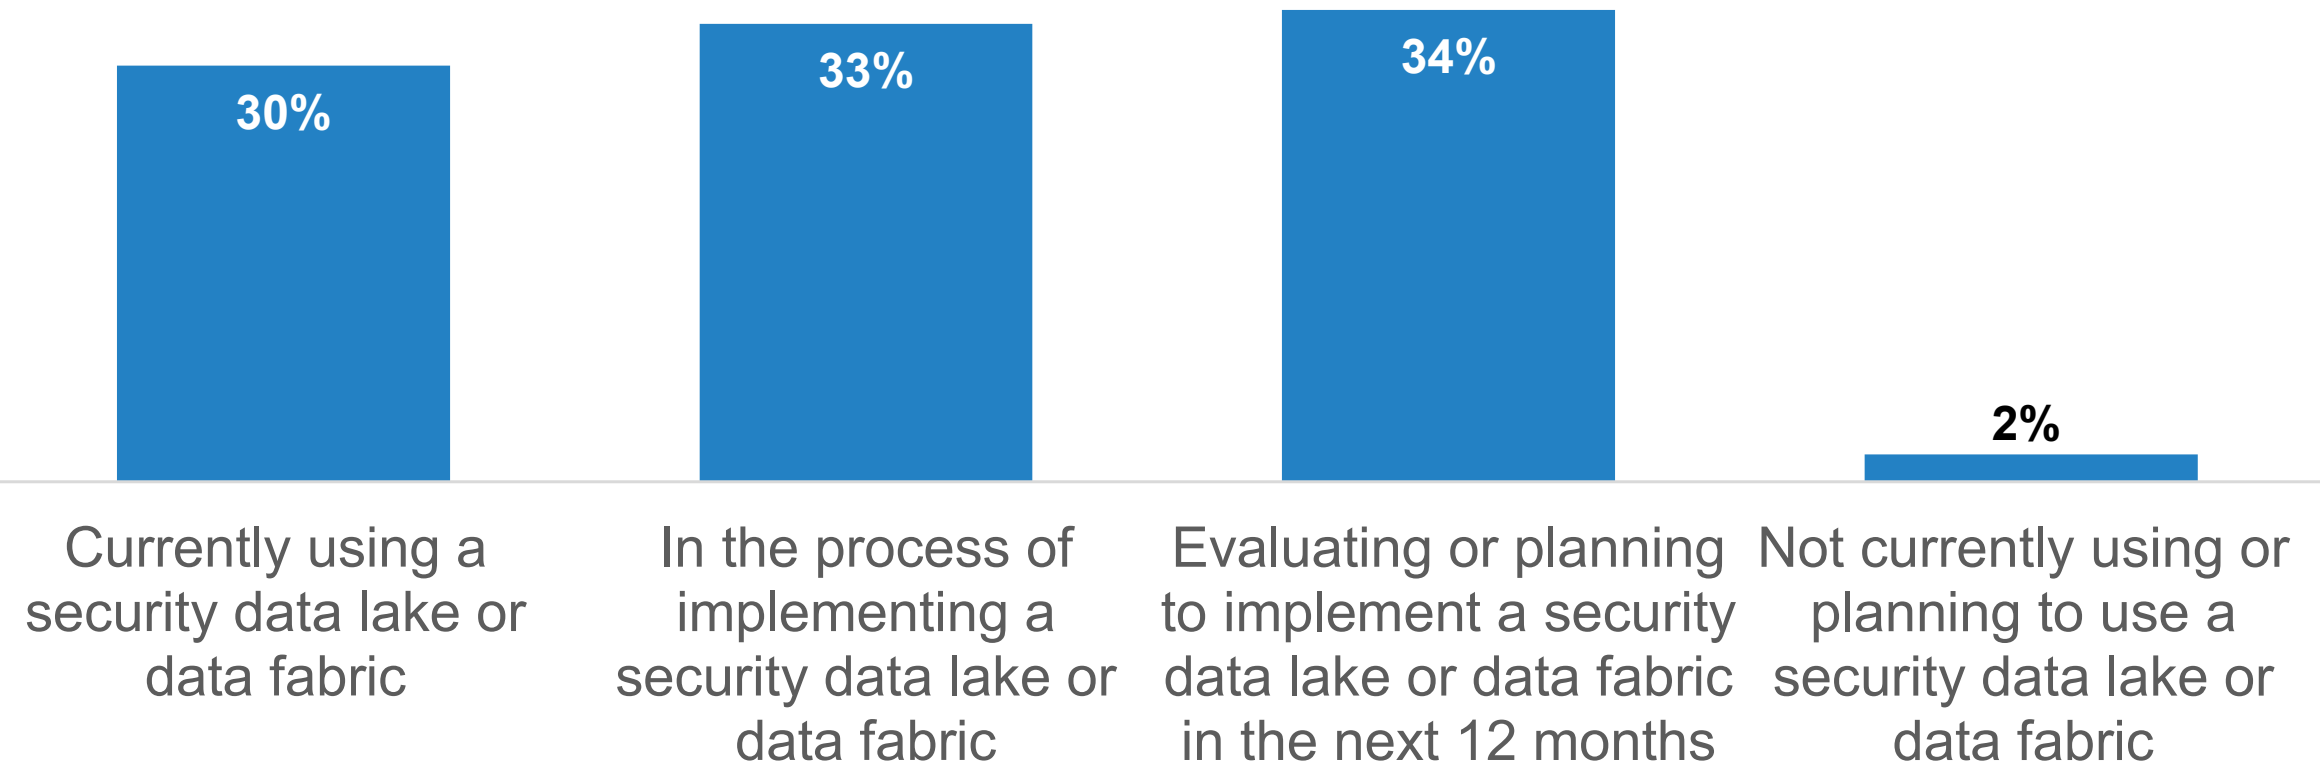 30%
33%
34%
2%
Currently using a
security data lake or
data fabric
In the process of
implementing a
security data lake or
data fabric
Evaluating or planning
to implement a security
data lake or data fabric
in the next 12 months
Not currently using or
planning to use a
security data lake or
data fabric